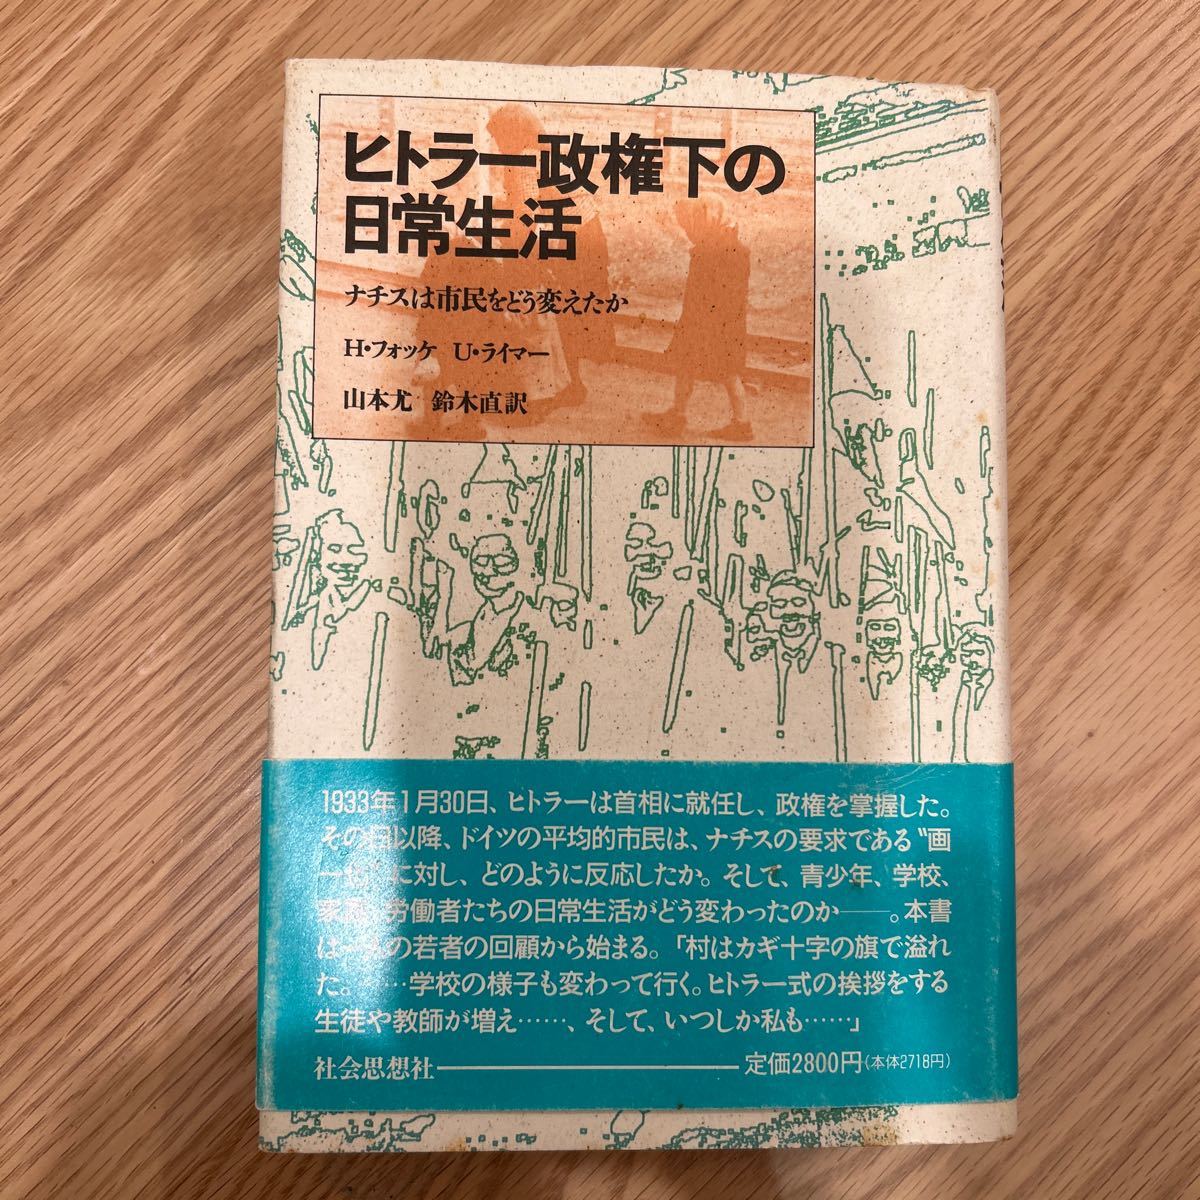 ヒトラー政権下の
日常生活
ナチスは市民をどう変えたか
H・フォッケ U・ライマー
山本尤 鈴木直訳
1933年1月30日、ヒトラーは首相に就任し、政権を掌握した。
その日以降、ドイツの平均的市民は、ナチスの要求である〝画
一化〟に対し、どのように反応したか。そして、青少年、学校、
家庭、労働者たちの日常生活がどう変わったのか──。本書
は の若者の回顧から始まる。「村はカギ十字の旗で溢れ
た。……学校の様子も変わって行く。ヒトラー式の挨拶をする
生徒や教師が増え……、そして、いつしか私も……」
社会思想社 定価2800円(本体2718円)